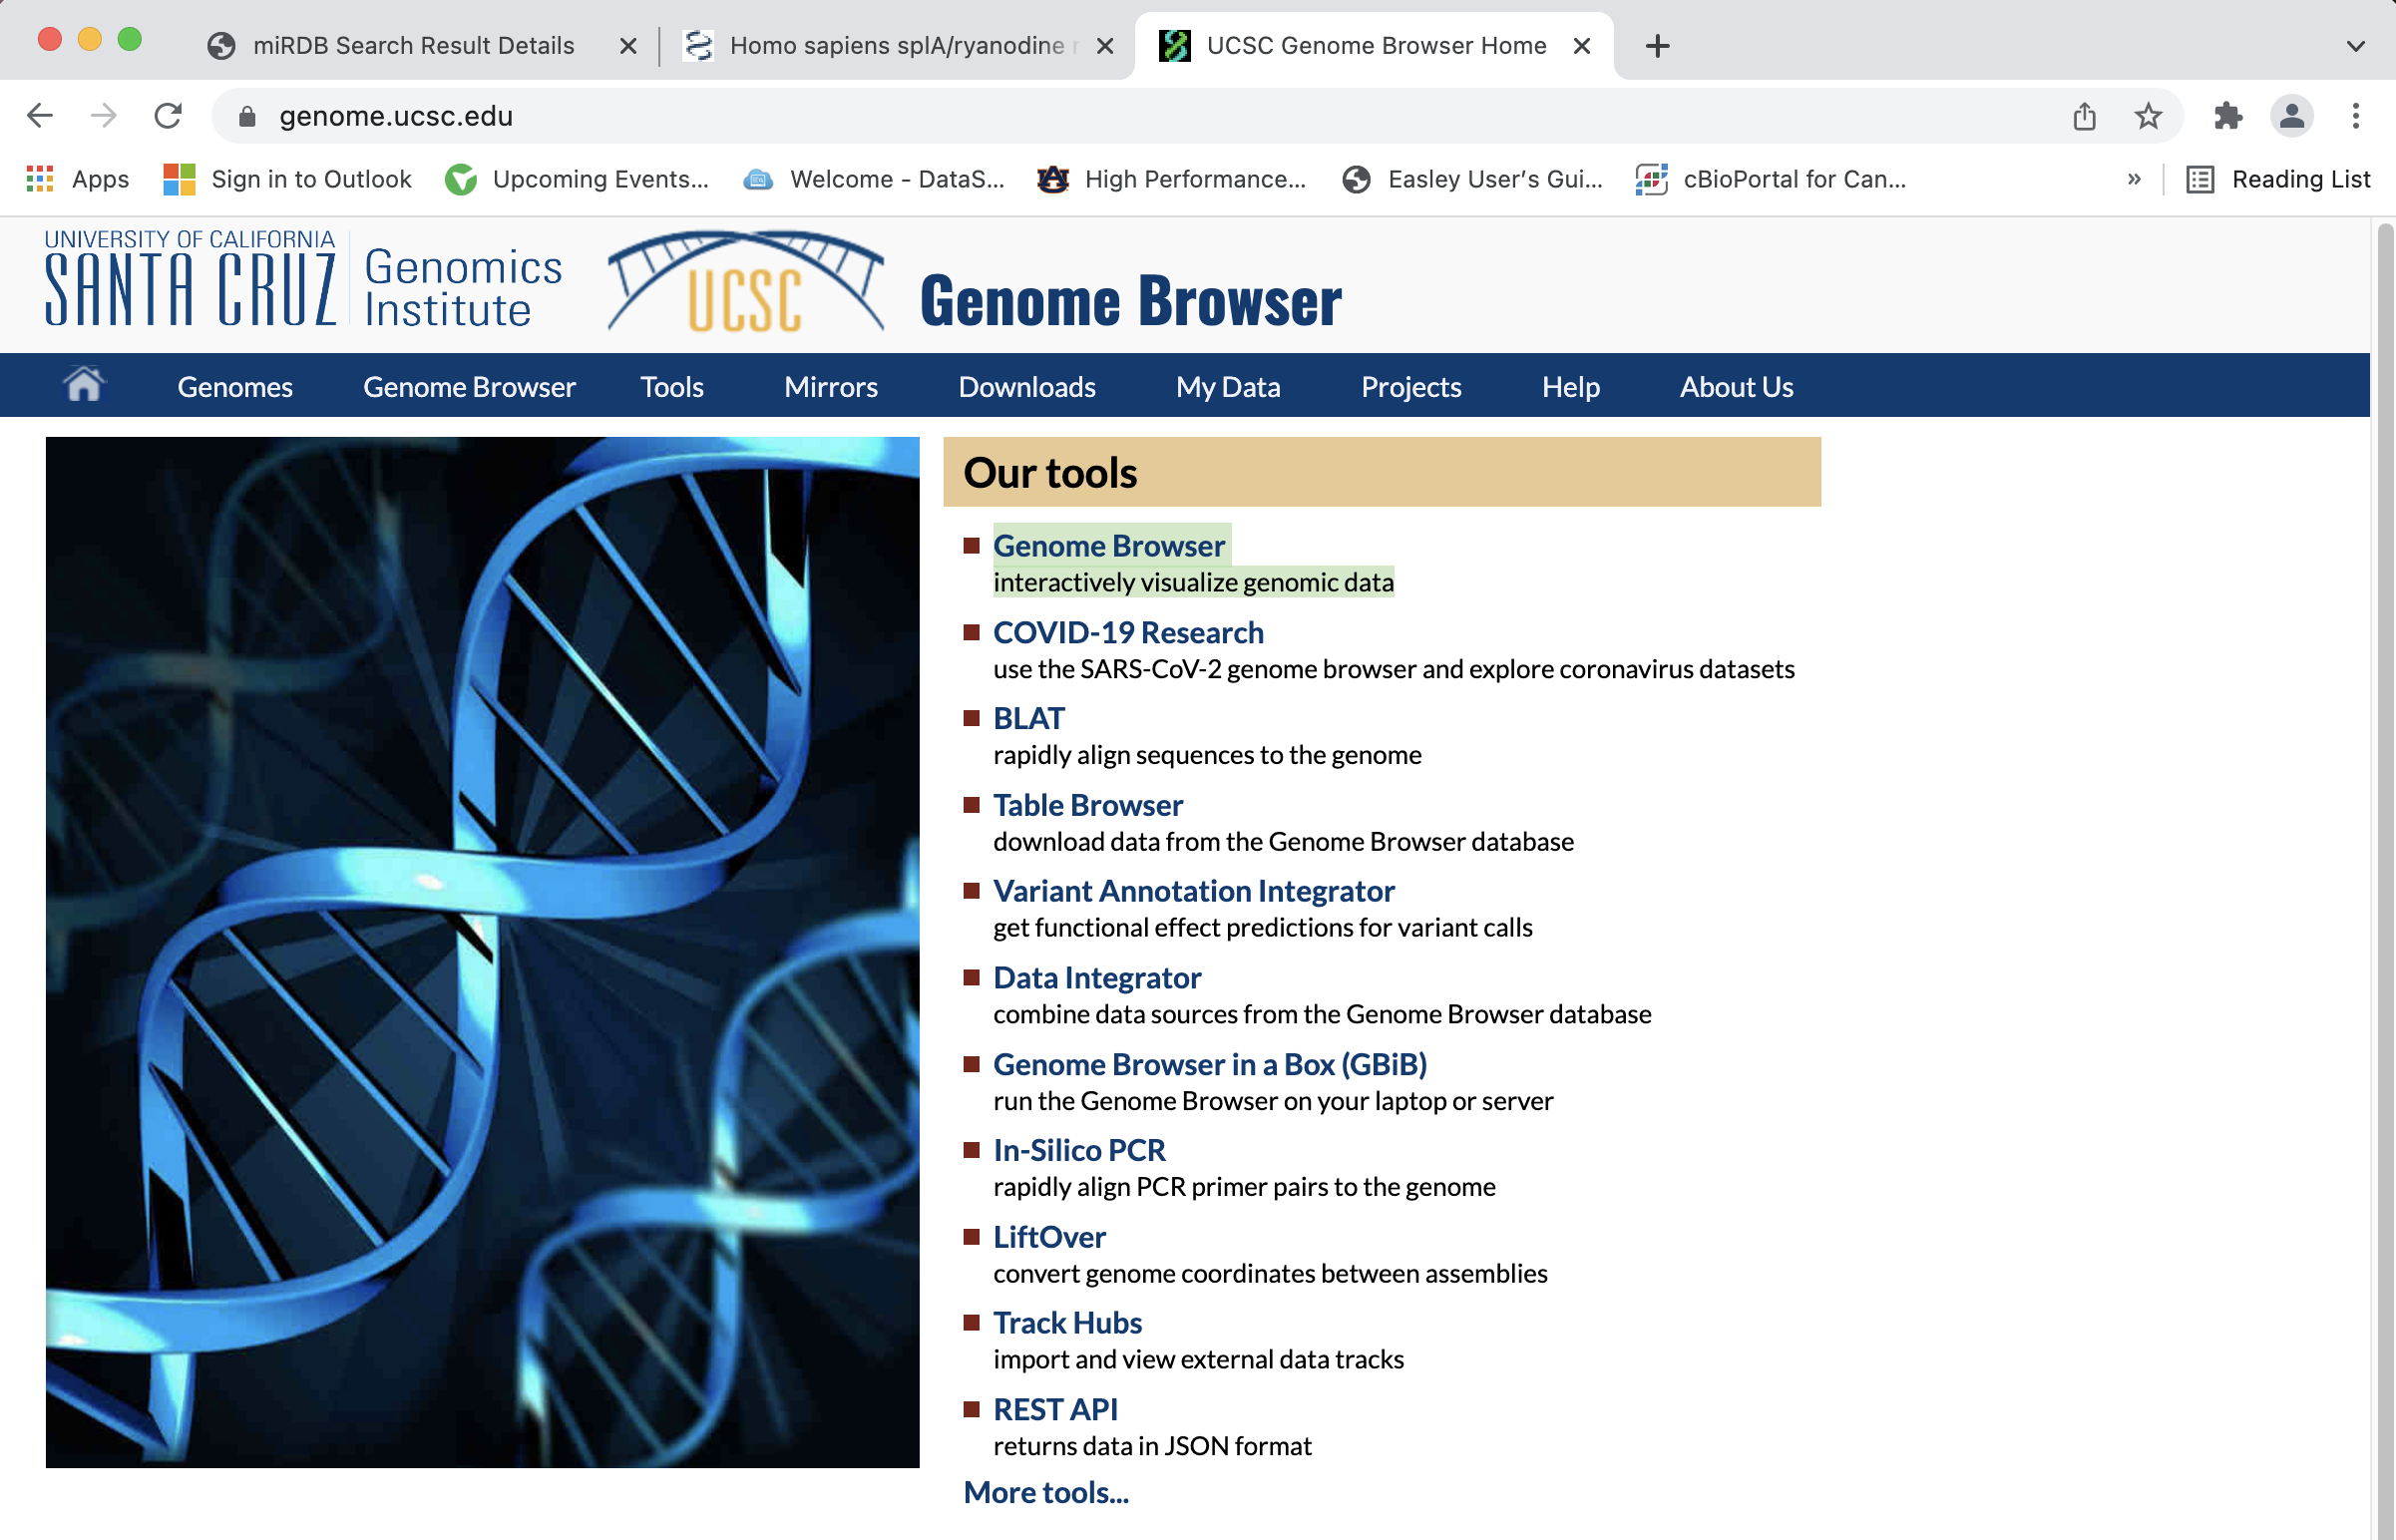 miRDB Search Result Details
Homo sapiens splA/ryanodine
UCSC Genome Browser Home
genome.ucsc.edu
Apps
Sign in to Outlook
Upcoming Events...
Welcome - DataS...
High Performance...
Easley User's Gui...
cBioPortal for Can...
»
Reading List
UNIVERSITY OF CALIFORNIA
SANTA CRUZ
Genomics
Institute
UCSC
Genome Browser
Genomes Genome Browser Tools Mirrors Downloads My Data Projects Help About Us
Our tools
Genome Browser
interactively visualize genomic data
COVID-19 Research
use the SARS-CoV-2 genome browser and explore coronavirus datasets
BLAT
rapidly align sequences to the genome
Table Browser
download data from the Genome Browser database
Variant Annotation Integrator
get functional effect predictions for variant calls
Data Integrator
combine data sources from the Genome Browser database
Genome Browser in a Box (GBiB)
run the Genome Browser on your laptop or server
In-Silico PCR
rapidly align PCR primer pairs to the genome
LiftOver
convert genome coordinates between assemblies
Track Hubs
import and view external data tracks
REST API
returns data in JSON format
More tools...